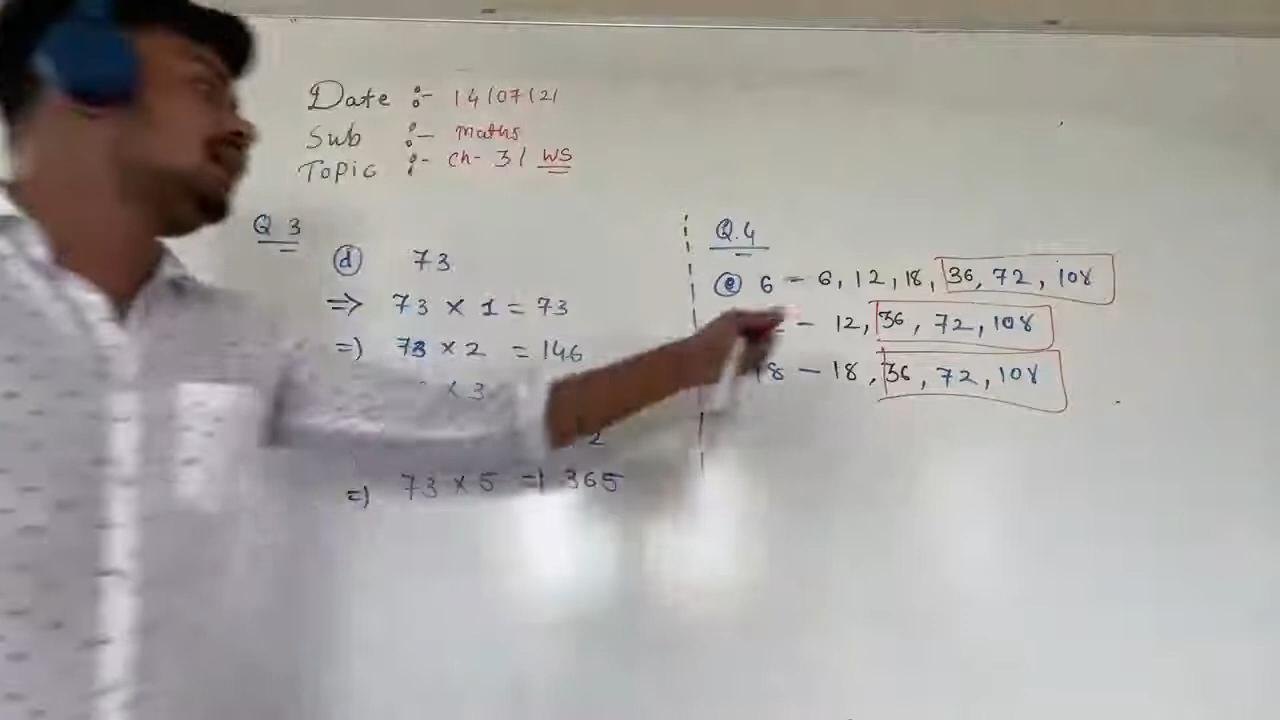 Date :- 14/07/21
Sub :- Maths
Topic :- Ch- 3/ WS
Q 3
d 73
=> 73 x 1 = 73
=) 73 x 2 = 146
x 3
2
=) 73 x 5 = 365
Q.4
e 6 - 6, 12, 18, 36, 72, 108
- 12, 36, 72, 108
18 - 18, 36, 72, 108